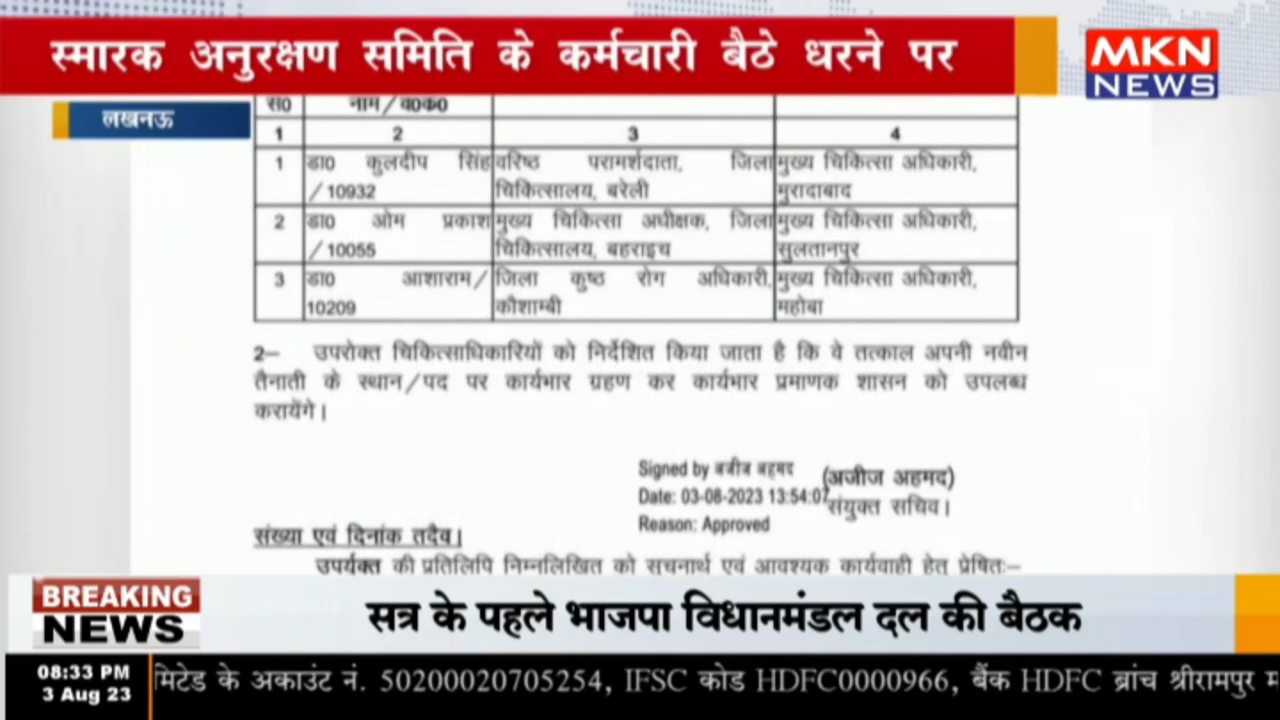 स्मारक अनुरक्षण समिति के कर्मचारी बैठे धरने पर
MKN
NEWS
लखनऊ
स0 नाम/व0क0
1 2 3 4
1 डा0 कुलदीप सिंह वरिष्ठ परामर्शदाता, जिला मुख्य चिकित्सा अधिकारी,
/10932 चिकित्सालय, बरेली मुरादाबाद
2 डा0 ओम प्रकाश मुख्य चिकित्सा अधीक्षक, जिला मुख्य चिकित्सा अधिकारी,
/10055 चिकित्सालय, बहराइच सुलतानपुर
3 डा0 आशाराम/ जिला कुष्ठ रोग अधिकारी, मुख्य चिकित्सा अधिकारी,
10209 कौशाम्बी महोबा
2– उपरोक्त चिकित्साधिकारियों को निर्देशित किया जाता है कि वे तत्काल अपनी नवीन
तैनाती के स्थान/पद पर कार्यभार ग्रहण कर कार्यभार प्रमाणक शासन को उपलब्ध
करायेंगे।
Signed by अजीज अहमद
(अजीज अहमद)
Date: 03-08-2023 13:54:07
संयुक्त सचिव।
Reason: Approved
संख्या एवं दिनांक तदैव।
उपर्यक्त की प्रतिलिपि निम्नलिखित को सूचनार्थ एवं आवश्यक कार्यवाही हेतु प्रेषितः–
BREAKING
NEWS
सत्र के पहले भाजपा विधानमंडल दल की बैठक
08:33 PM
3 Aug 23
मिटेड के अकाउंट नं. 50200020705254, IFSC कोड HDFC0000966, बैंक HDFC ब्रांच श्रीरामपुर म